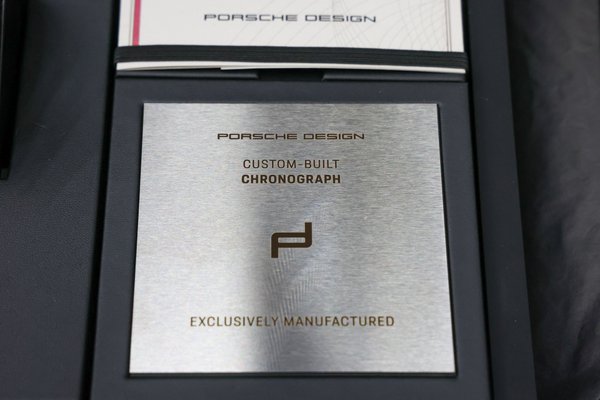 PORSCHE DESIGN
PORSCHE DESIGN
CUSTOM-BUILT
CHRONOGRAPH
EXCLUSIVELY MANUFACTURED